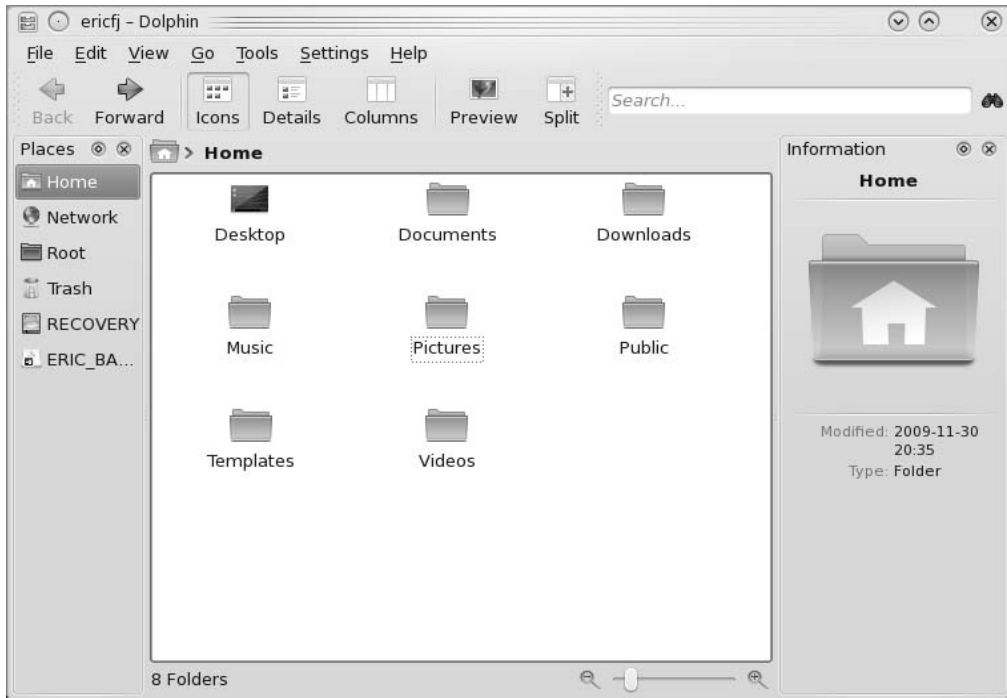 ericfj – Dolphin
File Edit View Go Tools Settings Help
Back Forward Icons Details Columns Preview Split Search...
Places
Home
Network
Root
Trash
RECOVERY
ERIC_BA...
Home
Desktop Documents Downloads
Music Pictures Public
Templates Videos
8 Folders
Information
Home
Modified: 2009-11-30
20:35
Type: Folder